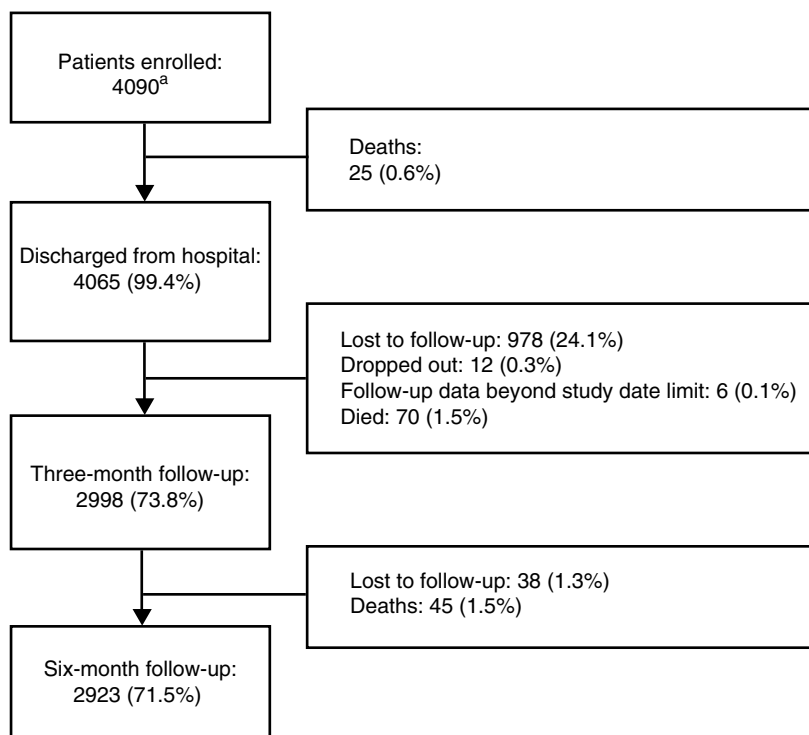 Patients enrolled:
4090ᵃ
Deaths:
25 (0.6%)
Discharged from hospital:
4065 (99.4%)
Lost to follow-up: 978 (24.1%)
Dropped out: 12 (0.3%)
Follow-up data beyond study date limit: 6 (0.1%)
Died: 70 (1.5%)
Three-month follow-up:
2998 (73.8%)
Lost to follow-up: 38 (1.3%)
Deaths: 45 (1.5%)
Six-month follow-up:
2923 (71.5%)